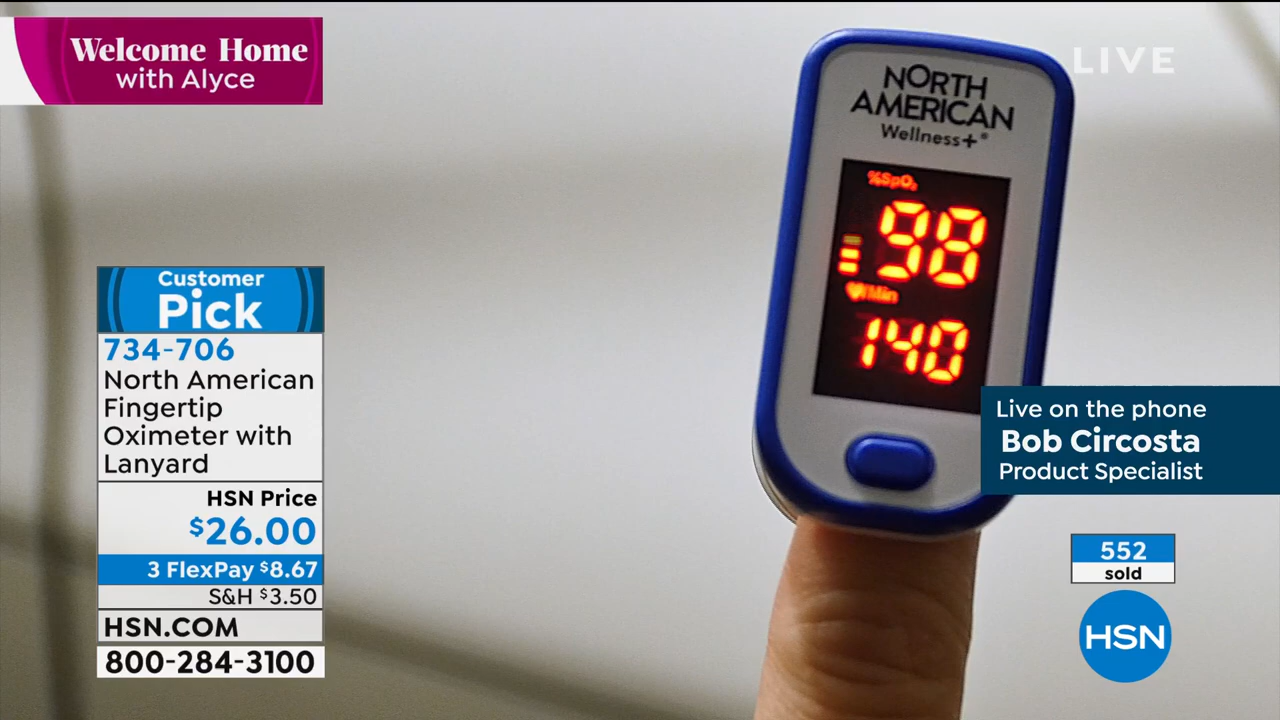 Welcome Home
with Alyce
LIVE
NORTH
AMERICAN
Wellness+®
%SpO₂
98
/Min
140
Customer
Pick
734-706
North American
Fingertip
Oximeter with
Lanyard
HSN Price
$26.00
3 FlexPay $8.67
S&H $3.50
HSN.COM
800-284-3100
Live on the phone
Bob Circosta
Product Specialist
552
sold
HSN